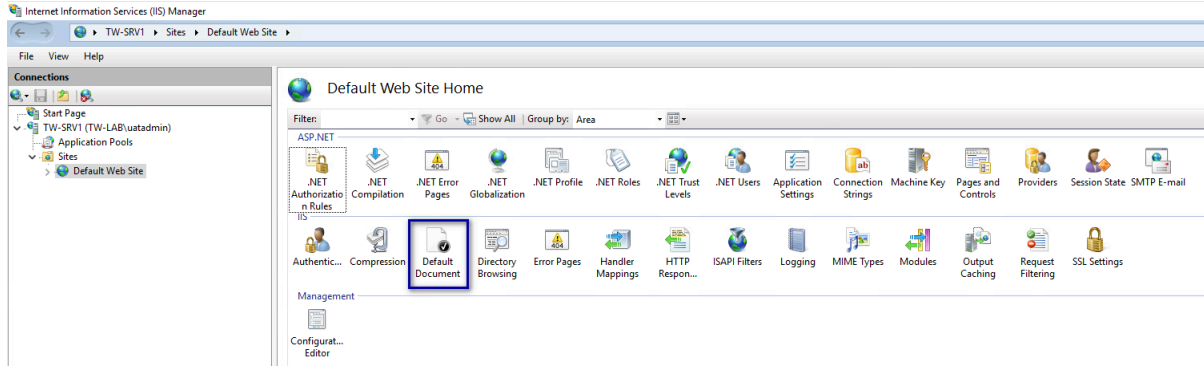 Internet Information Services (IIS) Manager
TW-SRV1 Sites Default Web Site
File View Help
Connections
Start Page
TW-SRV1 (TW-LAB\uatadmin)
Application Pools
Sites
Default Web Site
Default Web Site Home
Filter: Go Show All Group by: Area
ASP.NET
.NET .NET .NET Error .NET .NET Profile .NET Roles .NET Trust .NET Users Application Connection Machine Key Pages and Providers Session State SMTP E-mail
Authorizatio Compilation Pages Globalization Levels Settings Strings Controls
n Rules
IIS
Authentic... Compression Default Directory Error Pages Handler HTTP ISAPI Filters Logging MIME Types Modules Output Request SSL Settings
Document Browsing Mappings Respon... Caching Filtering
Management
Configurat...
Editor